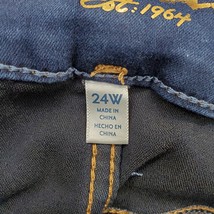 Est: 1964
24W
MADE IN
CHINA
HECHO EN
CHINA